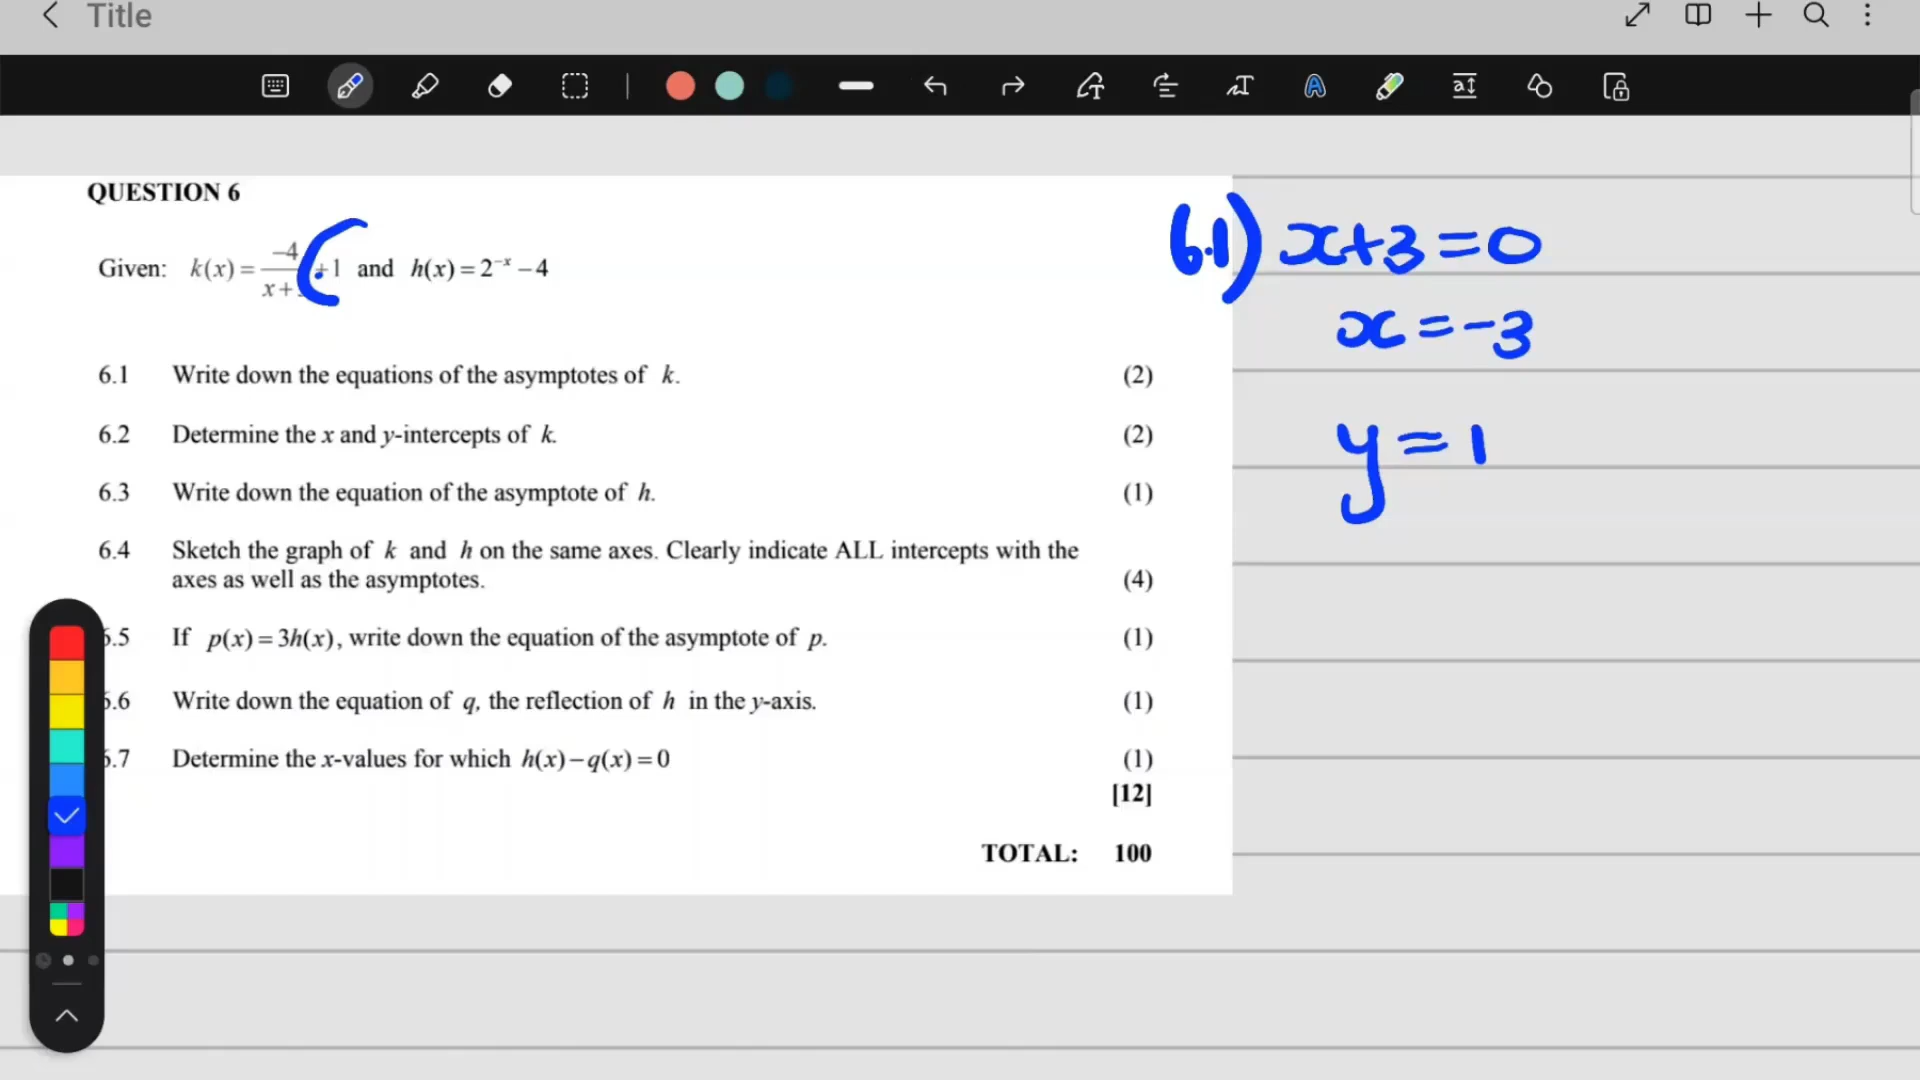 Title
QUESTION 6
Given: k(x) = -4/x+ +1 and h(x) = 2^-x - 4
6.1 Write down the equations of the asymptotes of k. (2)
6.2 Determine the x and y-intercepts of k. (2)
6.3 Write down the equation of the asymptote of h. (1)
6.4 Sketch the graph of k and h on the same axes. Clearly indicate ALL intercepts with the
axes as well as the asymptotes. (4)
6.5 If p(x) = 3h(x), write down the equation of the asymptote of p. (1)
6.6 Write down the equation of q, the reflection of h in the y-axis. (1)
6.7 Determine the x-values for which h(x) - q(x) = 0 (1)
[12]
TOTAL: 100
6.1) x+3=0
x=-3
y=1